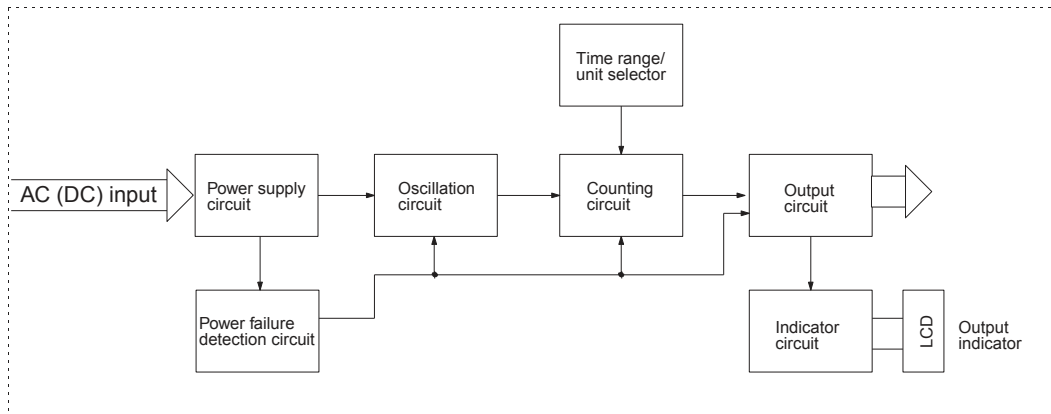 Time range/
unit selector
AC (DC) input
Power supply
circuit
Oscillation
circuit
Counting
circuit
Output
circuit
Power failure
detection circuit
Indicator
circuit
LCD
Output
indicator